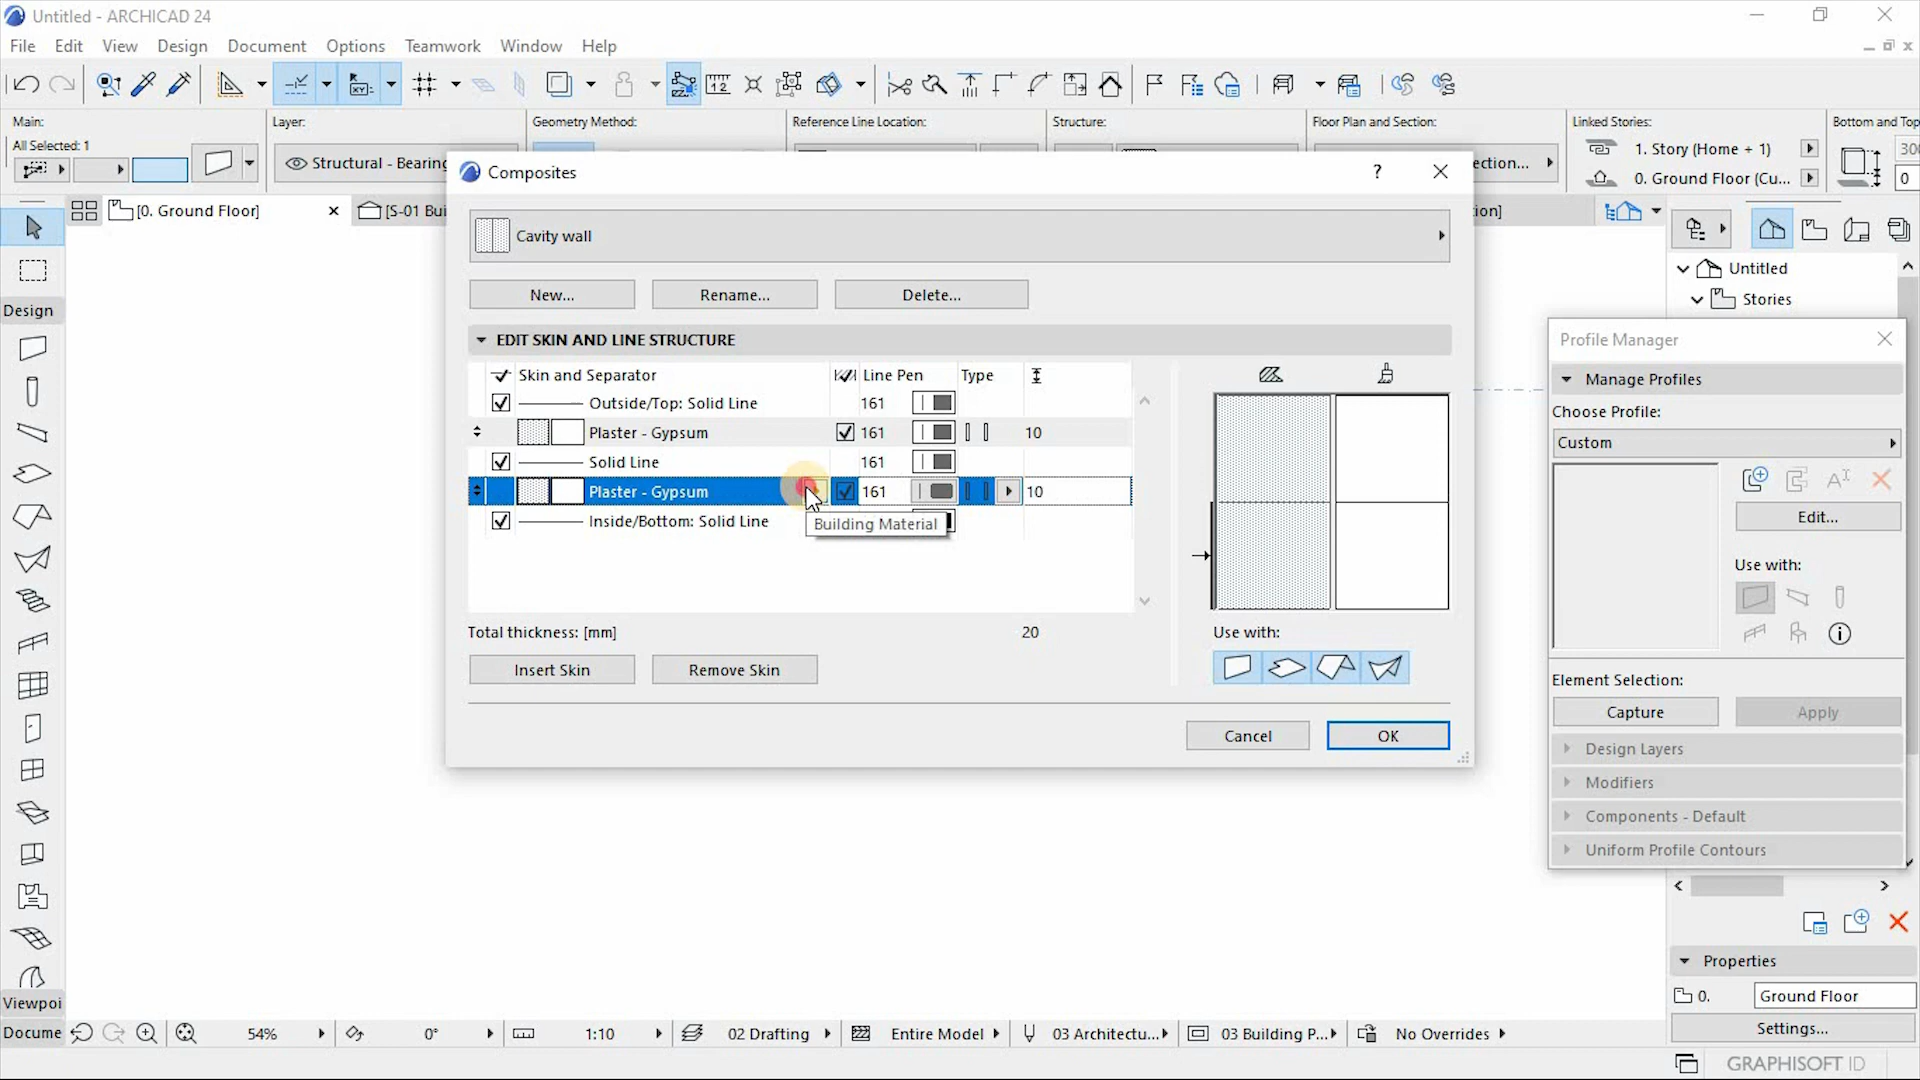 Untitled - ARCHICAD 24
File Edit View Design Document Options Teamwork Window Help
Main: Layer: Geometry Method: Reference Line Location: Structure: Floor Plan and Section: Linked Stories: Bottom and Top
All Selected: 1
Structural - Bearing
ection...
1. Story (Home + 1)
300
0. Ground Floor (Cu...
0
[0. Ground Floor]
[S-01 Bui
ion]
Composites
Cavity wall
New... Rename... Delete...
EDIT SKIN AND LINE STRUCTURE
Skin and Separator Line Pen Type
Outside/Top: Solid Line 161
Plaster - Gypsum 161 10
Solid Line 161
Plaster - Gypsum 161 10
Inside/Bottom: Solid Line
Building Material
Total thickness: [mm] 20
Use with:
Insert Skin Remove Skin
Cancel OK
Design
Untitled
Stories
Profile Manager
Manage Profiles
Choose Profile:
Custom
Edit...
Use with:
Element Selection:
Capture Apply
Design Layers
Modifiers
Components - Default
Uniform Profile Contours
Properties
0. Ground Floor
Settings...
Viewpoi
Docume
54% 0° 1:10 02 Drafting Entire Model 03 Architectu... 03 Building P... No Overrides
GRAPHISOFT ID